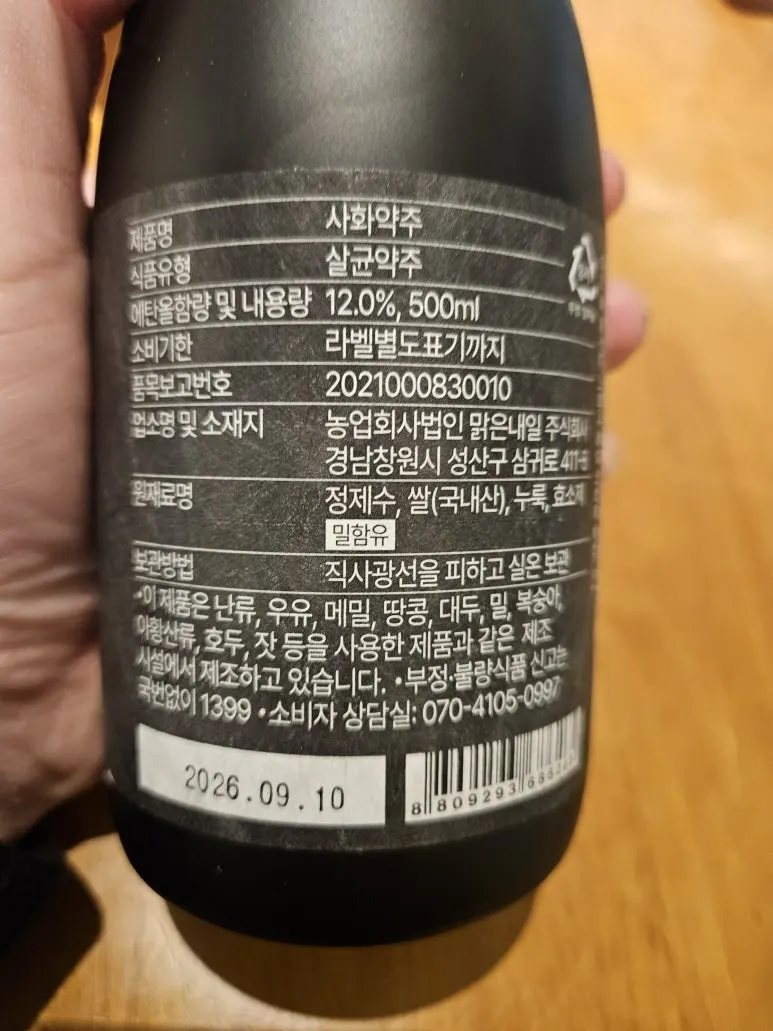 제품명 사화약주
식품유형 살균약주
에탄올함량 및 내용량 12.0%, 500ml
소비기한 라벨별도표기까지
품목보고번호 2021000830010
업소명 및 소재지 농업회사법인 맑은내일 주식회사
경남창원시 성산구 삼귀로
원재료명 정제수, 쌀(국내산), 누룩, 효소제
밀함유
보관방법 직사광선을 피하고 실온 보관
•이 제품은 난류, 우유, 메밀, 땅콩, 대두, 밀, 복숭아,
아황산류, 호두, 잣 등을 사용한 제품과 같은 제조
시설에서 제조하고 있습니다. •부정·불량식품 신고는
국번없이 1399 •소비자 상담실: 070-4105-0997
2026.09.10
8 809293